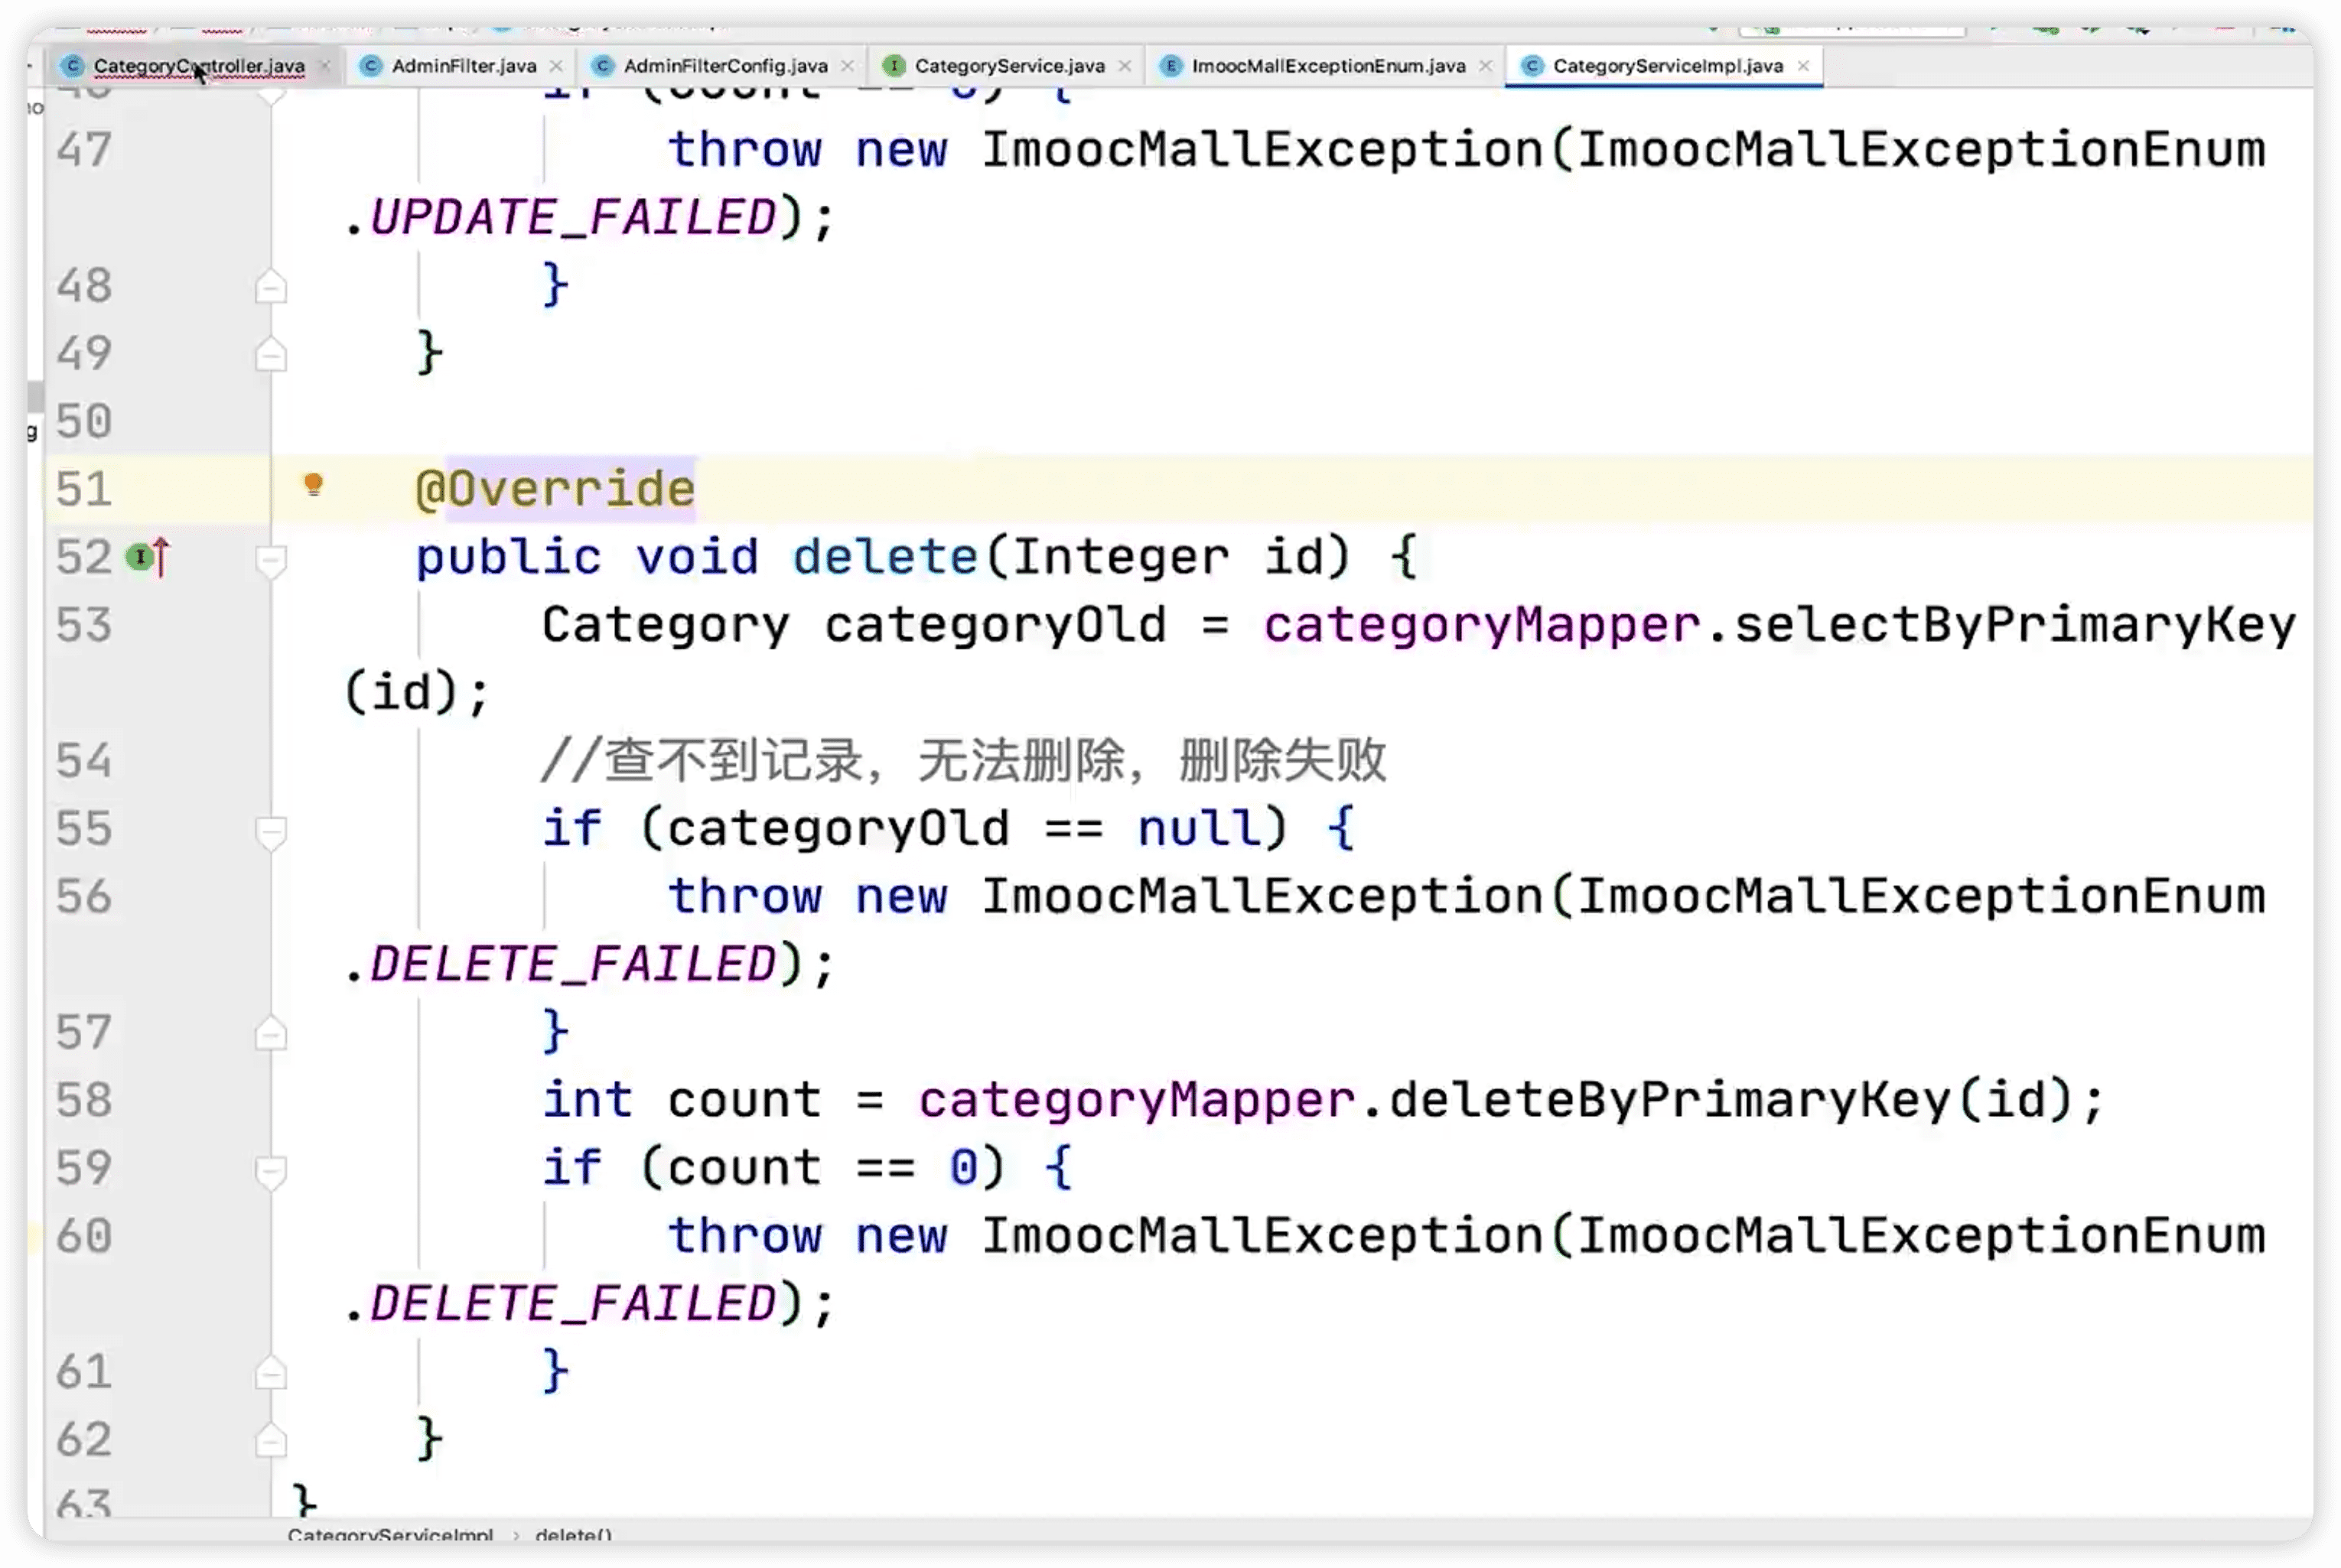 CategoryController.java AdminFilter.java AdminFilterConfig.java CategoryService.java ImoocMallExceptionEnum.java CategoryServiceImpl.java
46 if (count == 0) {
47 throw new ImoocMallException(ImoocMallExceptionEnum
.UPDATE_FAILED);
48 }
49 }
50
51 @Override
52 public void delete(Integer id) {
53 Category categoryOld = categoryMapper.selectByPrimaryKey
(id);
54 //查不到记录，无法删除，删除失败
55 if (categoryOld == null) {
56 throw new ImoocMallException(ImoocMallExceptionEnum
.DELETE_FAILED);
57 }
58 int count = categoryMapper.deleteByPrimaryKey(id);
59 if (count == 0) {
60 throw new ImoocMallException(ImoocMallExceptionEnum
.DELETE_FAILED);
61 }
62 }
63 }
CategoryServiceImpl > delete()